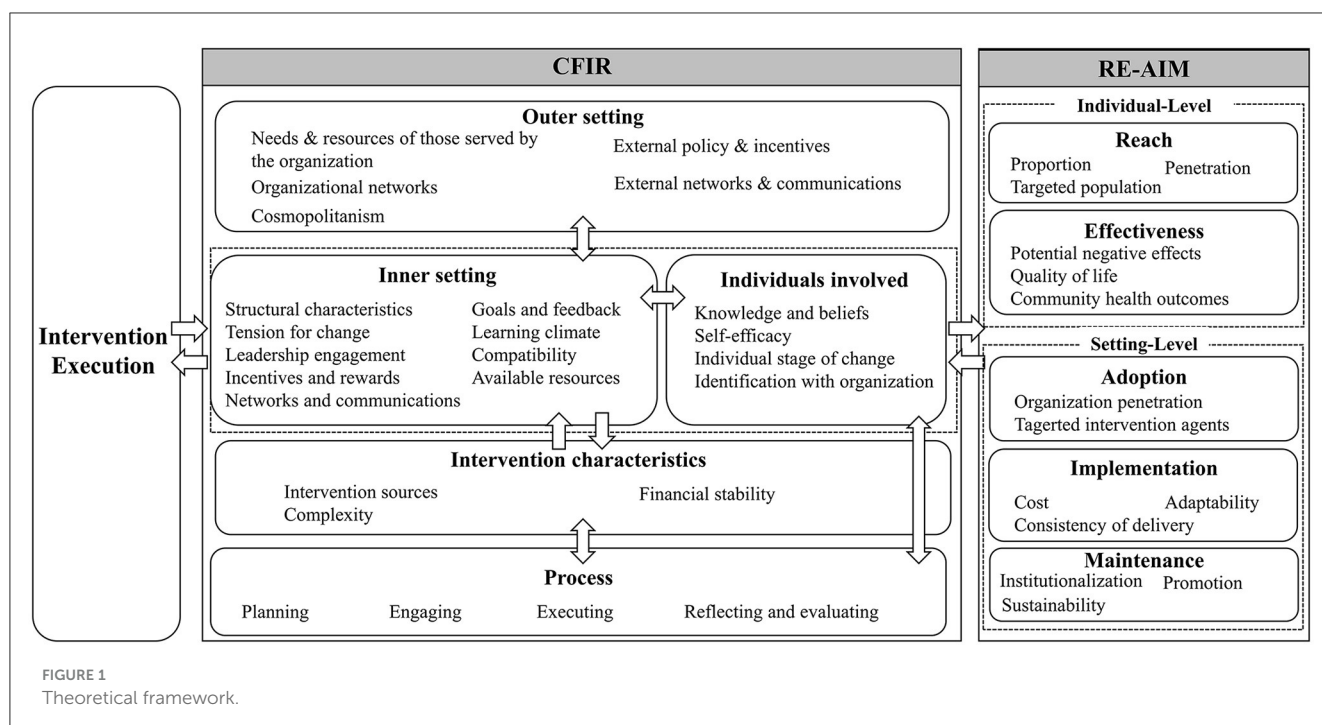 CFIR
RE-AIM
Intervention
Execution
Outer setting
Needs & resources of those served by
the organization
Organizational networks
Cosmopolitanism
External policy & incentives
External networks & communications
Inner setting
Structural characteristics
Tension for change
Leadership engagement
Incentives and rewards
Networks and communications
Goals and feedback
Learning climate
Compatibility
Available resources
Individuals involved
Knowledge and beliefs
Self-efficacy
Individual stage of change
Identification with organization
Intervention characteristics
Intervention sources
Complexity
Financial stability
Process
Planning
Engaging
Executing
Reflecting and evaluating
Individual-Level
Reach
Proportion
Penetration
Targeted population
Effectiveness
Potential negative effects
Quality of life
Community health outcomes
Setting-Level
Adoption
Organization penetration
Tagerted intervention agents
Implementation
Cost
Adaptability
Consistency of delivery
Maintenance
Institutionalization
Promotion
Sustainability
FIGURE 1
Theoretical framework.